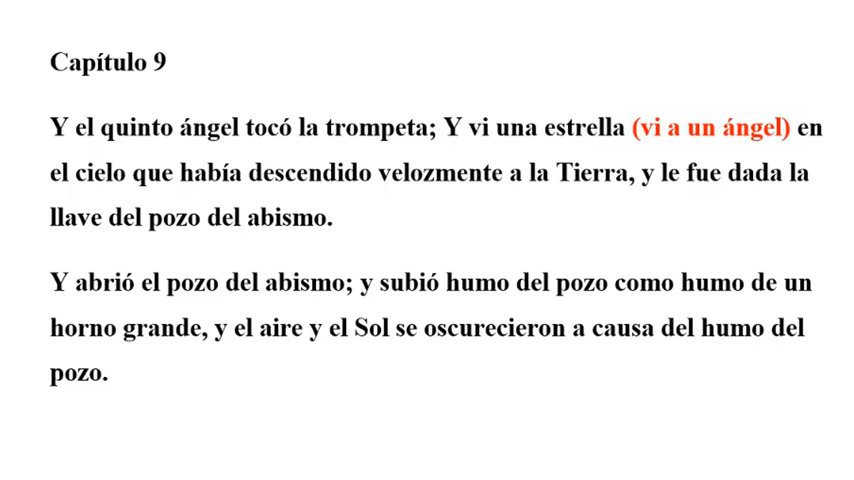 Capítulo 9
Y el quinto ángel tocó la trompeta; Y vi una estrella (vi a un ángel) en
el cielo que había descendido velozmente a la Tierra, y le fue dada la
llave del pozo del abismo.
Y abrió el pozo del abismo; y subió humo del pozo como humo de un
horno grande, y el aire y el Sol se oscurecieron a causa del humo del
pozo.